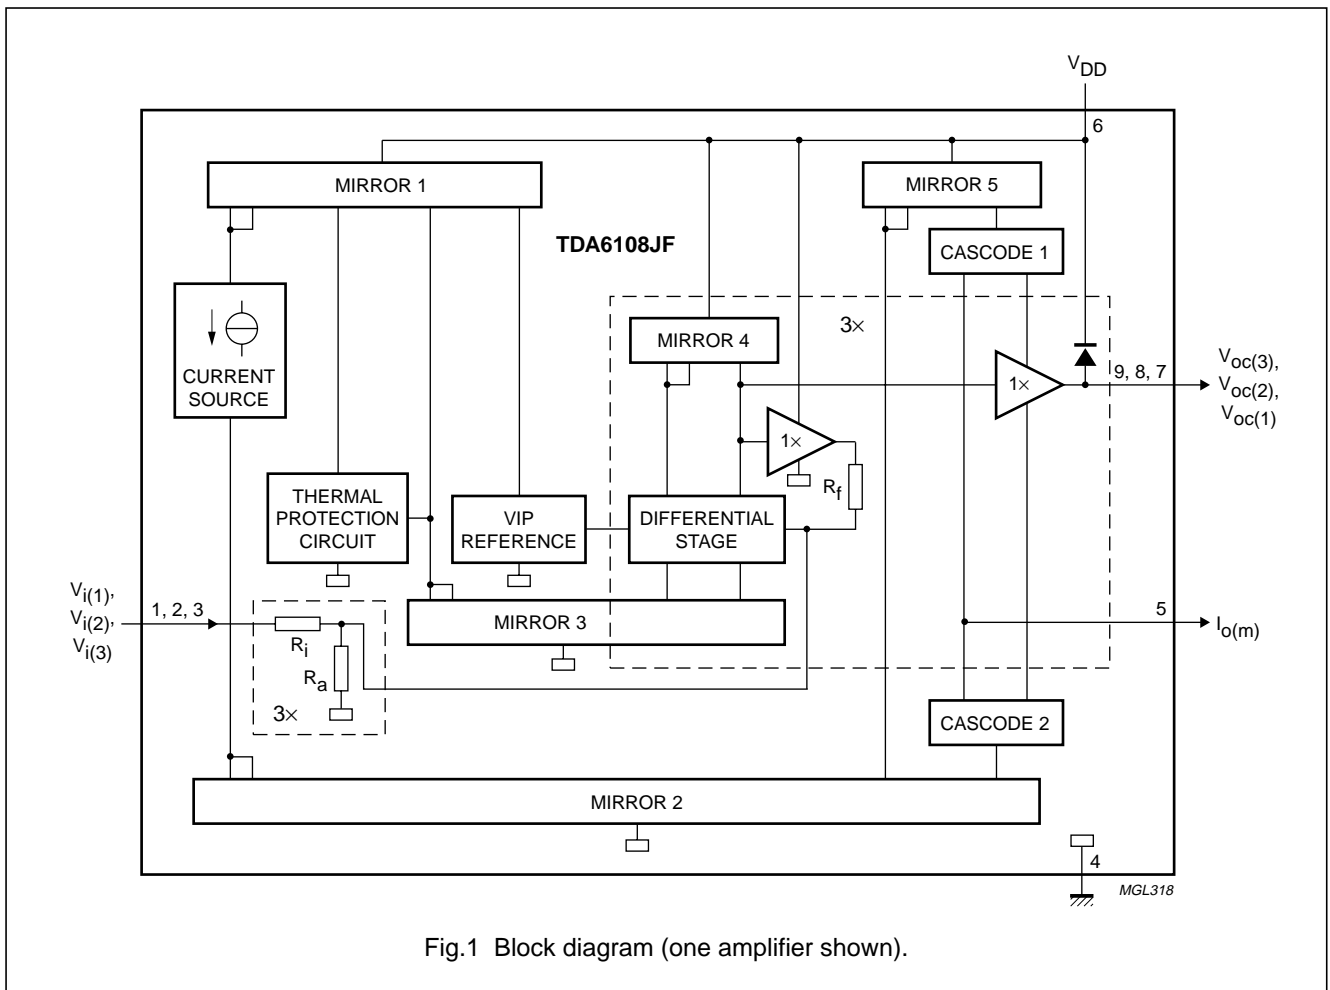 VDD
6
MIRROR 1
MIRROR 5
TDA6108JF
CASCODE 1
3×
MIRROR 4
CURRENT
SOURCE
1×
9, 8, 7
Voc(3),
Voc(2),
Voc(1)
1×
Rf
THERMAL
PROTECTION
CIRCUIT
VIP
REFERENCE
DIFFERENTIAL
STAGE
Vi(1),
Vi(2),
Vi(3)
1, 2, 3
MIRROR 3
5
Io(m)
Ri
Ra
3×
CASCODE 2
MIRROR 2
4
MGL318
Fig.1 Block diagram (one amplifier shown).